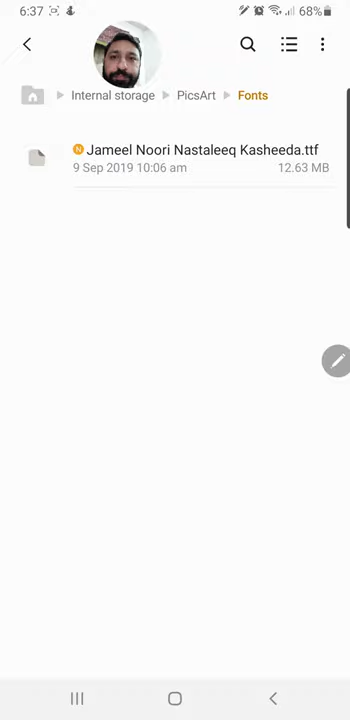 6:37 68%
Internal storage PicsArt Fonts
N Jameel Noori Nastaleeq Kasheeda.ttf
9 Sep 2019 10:06 am 12.63 MB